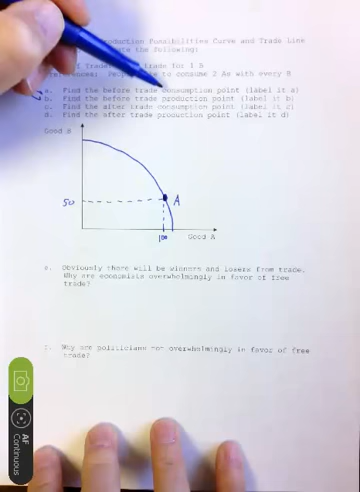 Production Possibilities Curve and Trade Line
the following:
trade for 1 B
to consume 2 As with every B
a. Find the before trade consumption point (label it a)
b. Find the before trade production point (label it b)
c. Find the after trade consumption point (label it c)
d. Find the after trade production point (label it d)
Good B
50
A
100
Good A
e. Obviously there will be winners and losers from trade.
Why are economists overwhelmingly in favor of free
trade?
f. Why are politicians not overwhelmingly in favor of free
trade?
AF
Continuous